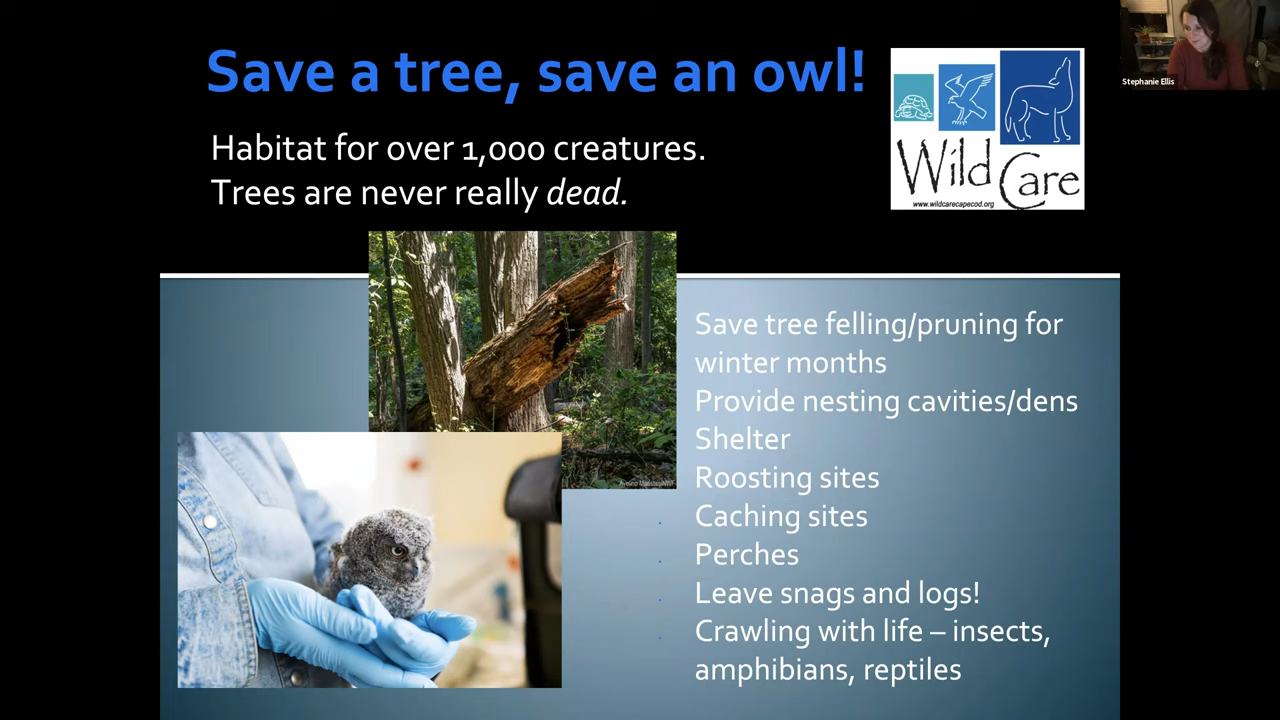 Save a tree, save an owl!
Habitat for over 1,000 creatures.
Trees are never really dead.
Wild Care
www.wildcarecapecod.org
Stephanie Ellis
Save tree felling/pruning for
winter months
Provide nesting cavities/dens
Shelter
Roosting sites
Caching sites
Perches
Leave snags and logs!
Crawling with life – insects,
amphibians, reptiles